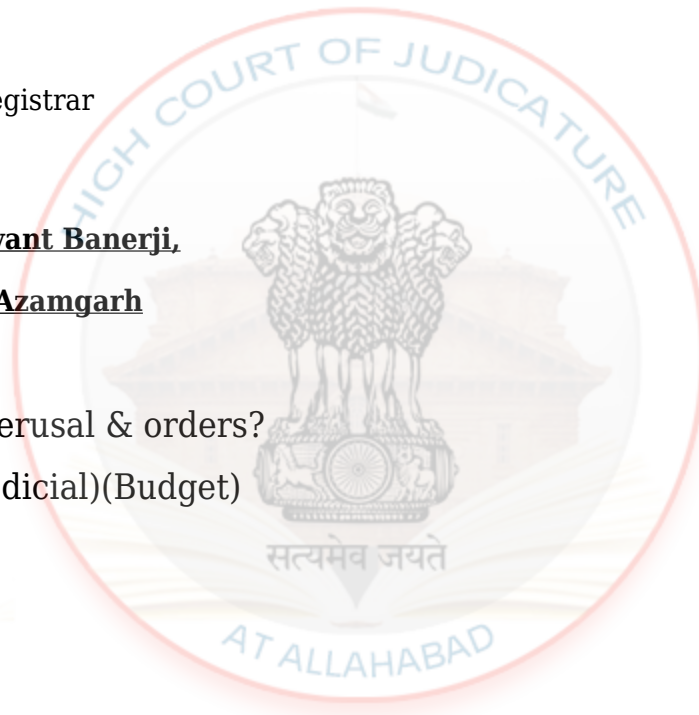 HIGH COURT OF JUDICATURE
egistrar
vant Banerji,
Azamgarh
erusal & orders?
dicial)(Budget)
सत्यमेव जयते
AT ALLAHABAD